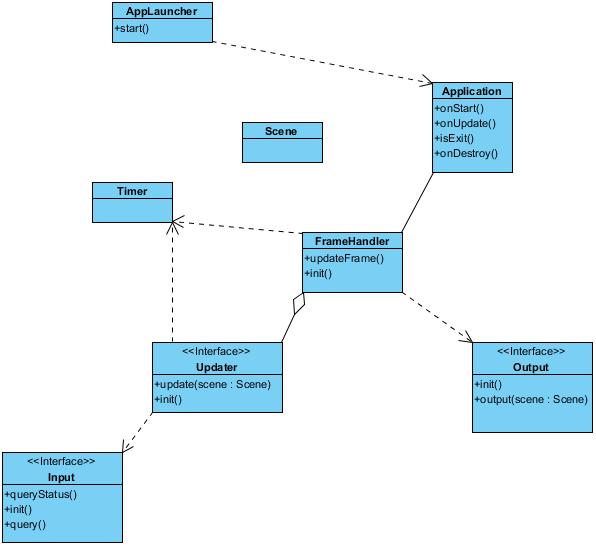 AppLauncher
+start()
Application
+onStart()
+onUpdate()
+isExit()
+onDestroy()
Scene
Timer
FrameHandler
+updateFrame()
+init()
<<Interface>>
Updater
+update(scene : Scene)
+init()
<<Interface>>
Output
+init()
+output(scene : Scene)
<<Interface>>
Input
+queryStatus()
+init()
+query()